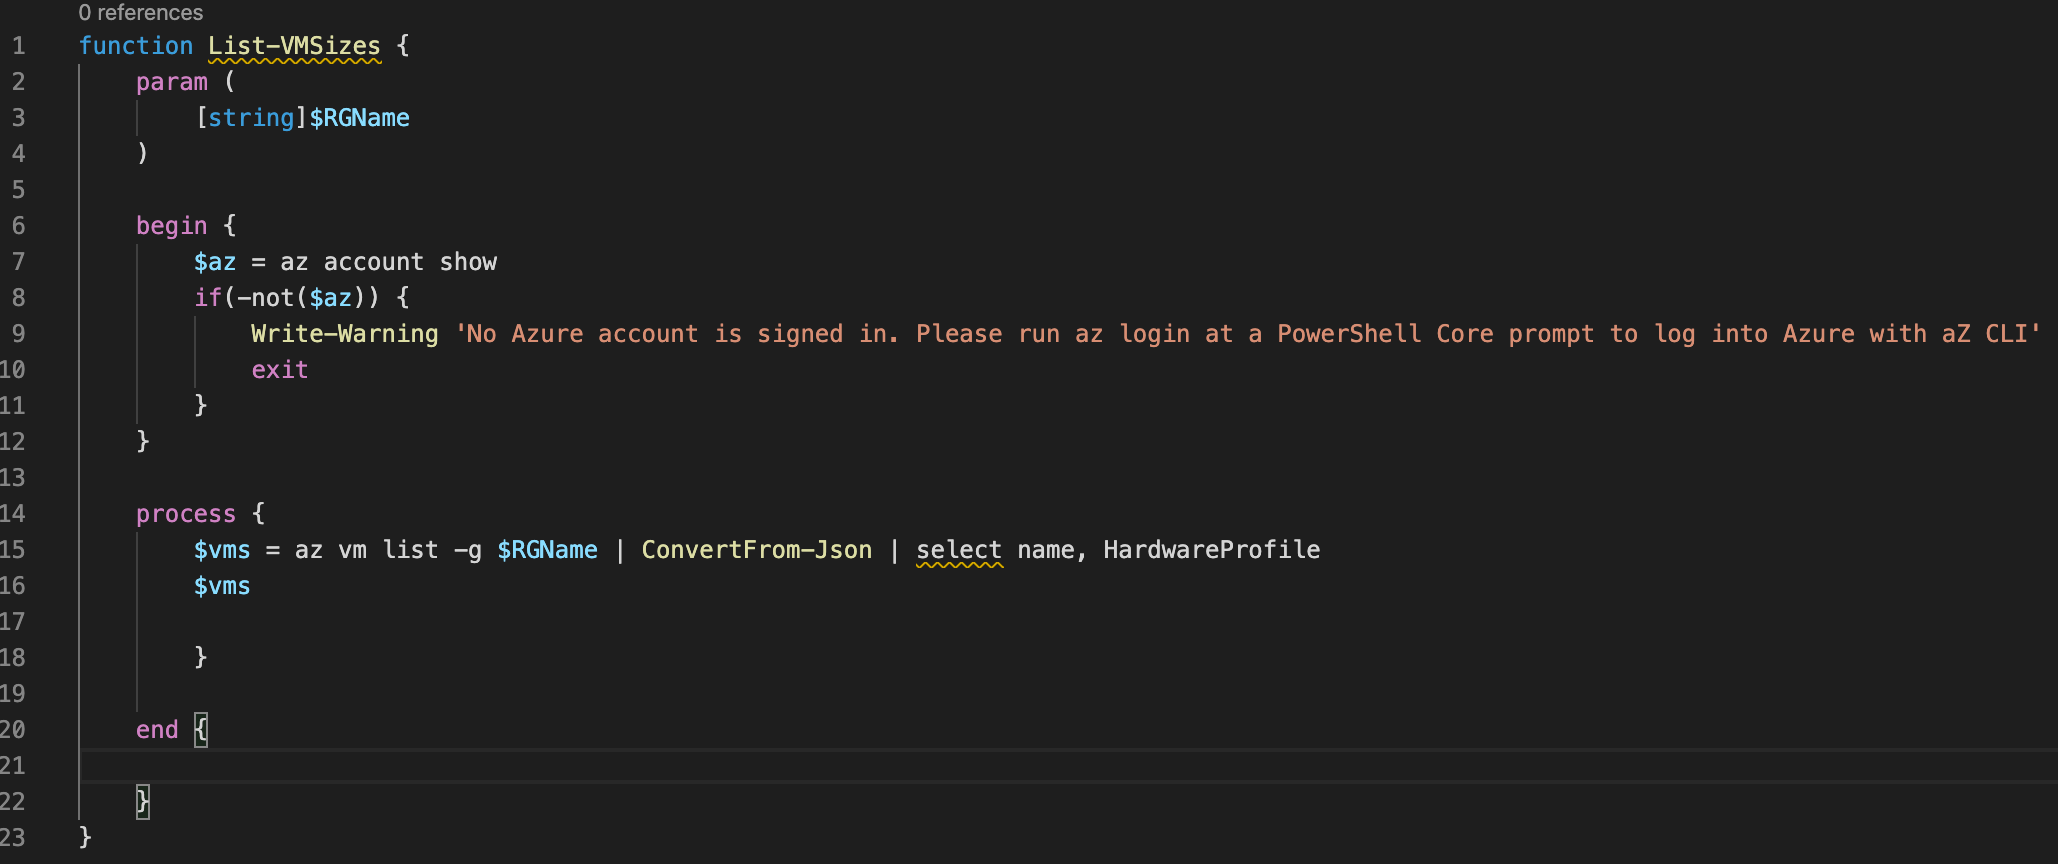 0 references
1 function List-VMSizes {
2     param (
3         [string]$RGName
4     )
5
6     begin {
7         $az = az account show
8         if(-not($az)) {
9             Write-Warning 'No Azure account is signed in. Please run az login at a PowerShell Core prompt to log into Azure with aZ CLI'
10             exit
11         }
12     }
13
14     process {
15         $vms = az vm list -g $RGName | ConvertFrom-Json | select name, HardwareProfile
16         $vms
17
18         }
19
20     end {
21
22     }
23 }